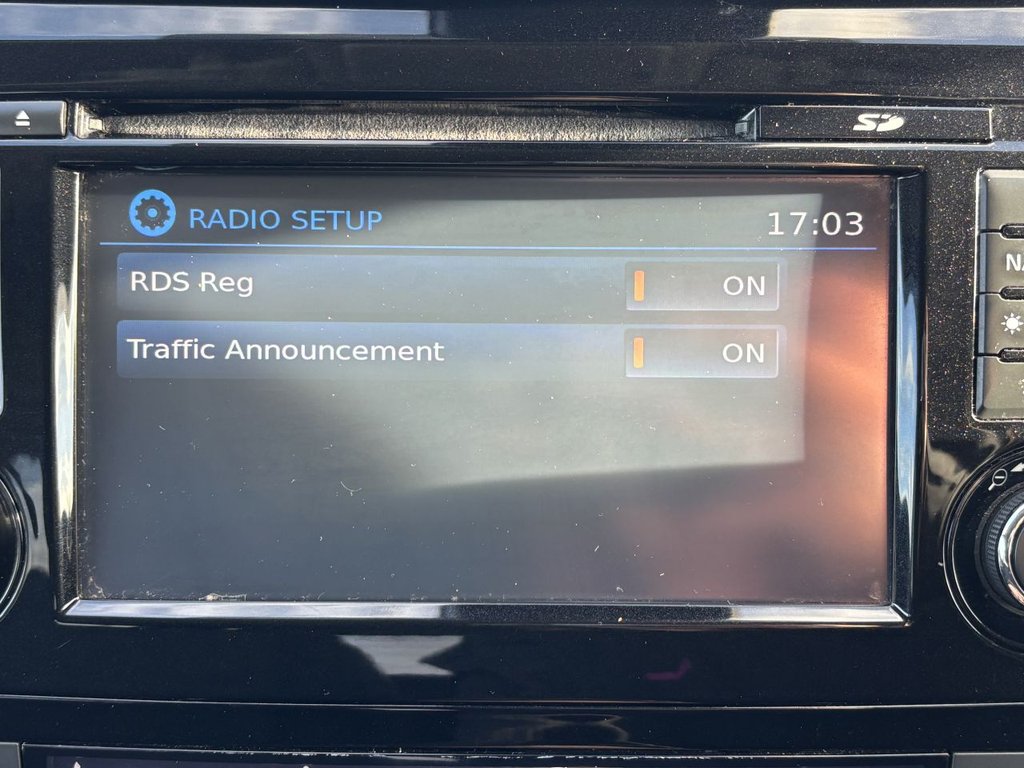 SD
RADIO SETUP 17:03
RDS Reg ON
Traffic Announcement ON